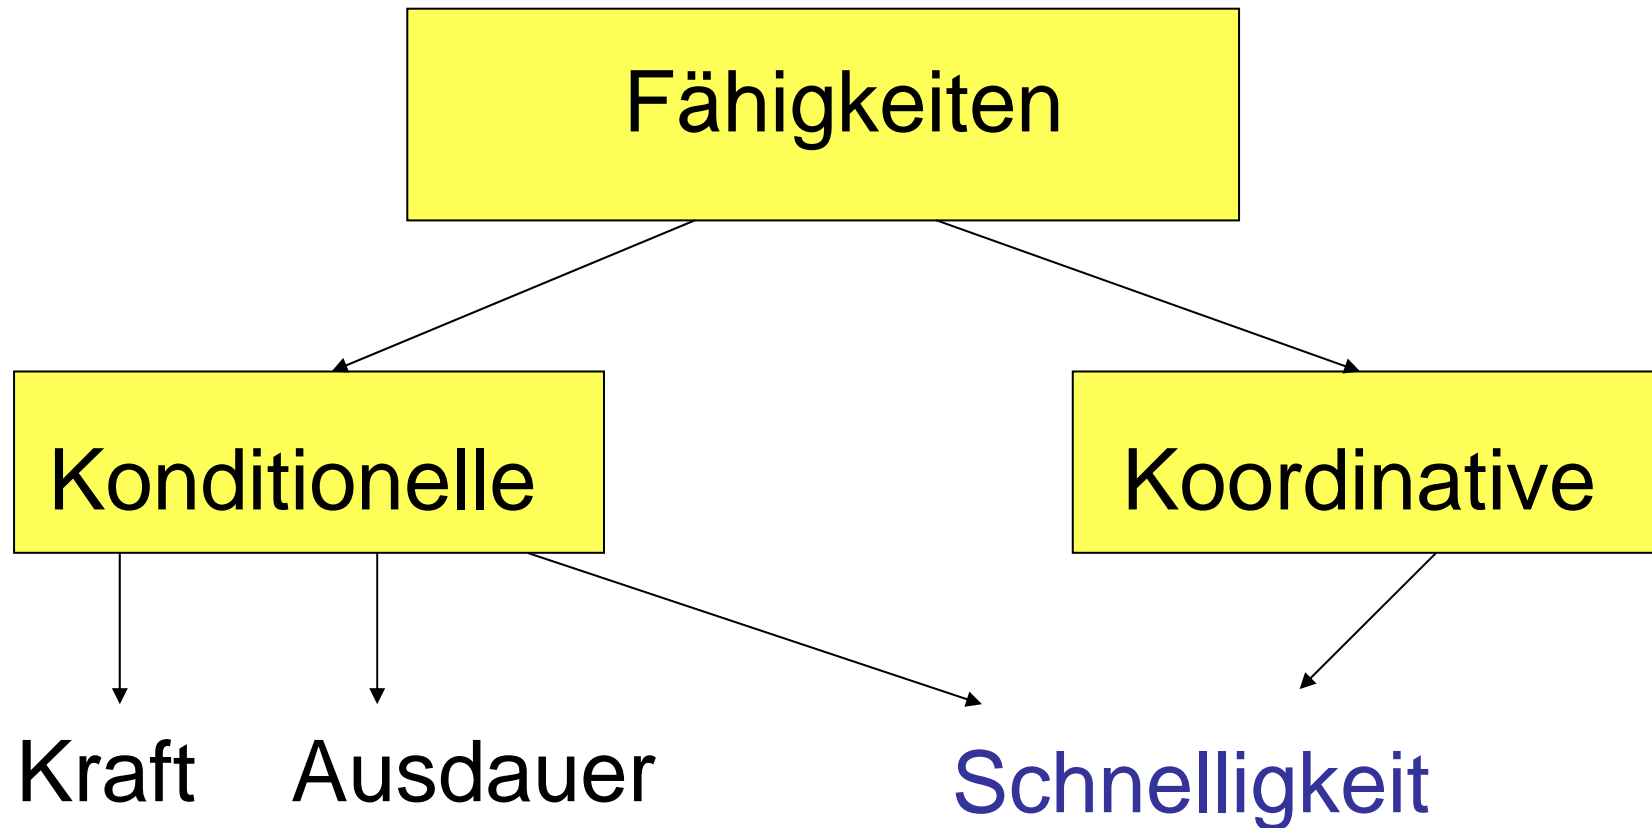 Fähigkeiten
Konditionelle
Koordinative
Kraft
Ausdauer
Schnelligkeit